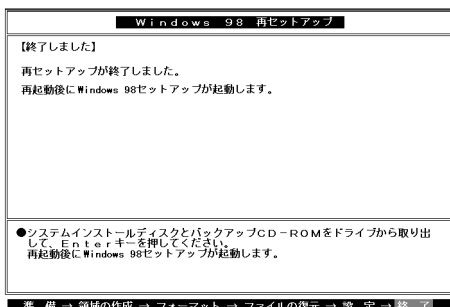 Windows 98 再セットアップ
【終了しました】
再セットアップが終了しました。
再起動後にWindows 98セットアップが起動します。
●システムインストールディスクとバックアップCD－ROMをドライブから取り出
して、Enterキーを押してください。
再起動後にWindows 98セットアップが起動します。
準 備 → 領域の作成 → フォーマット → ファイルの復元 → 設 定 → 終 了